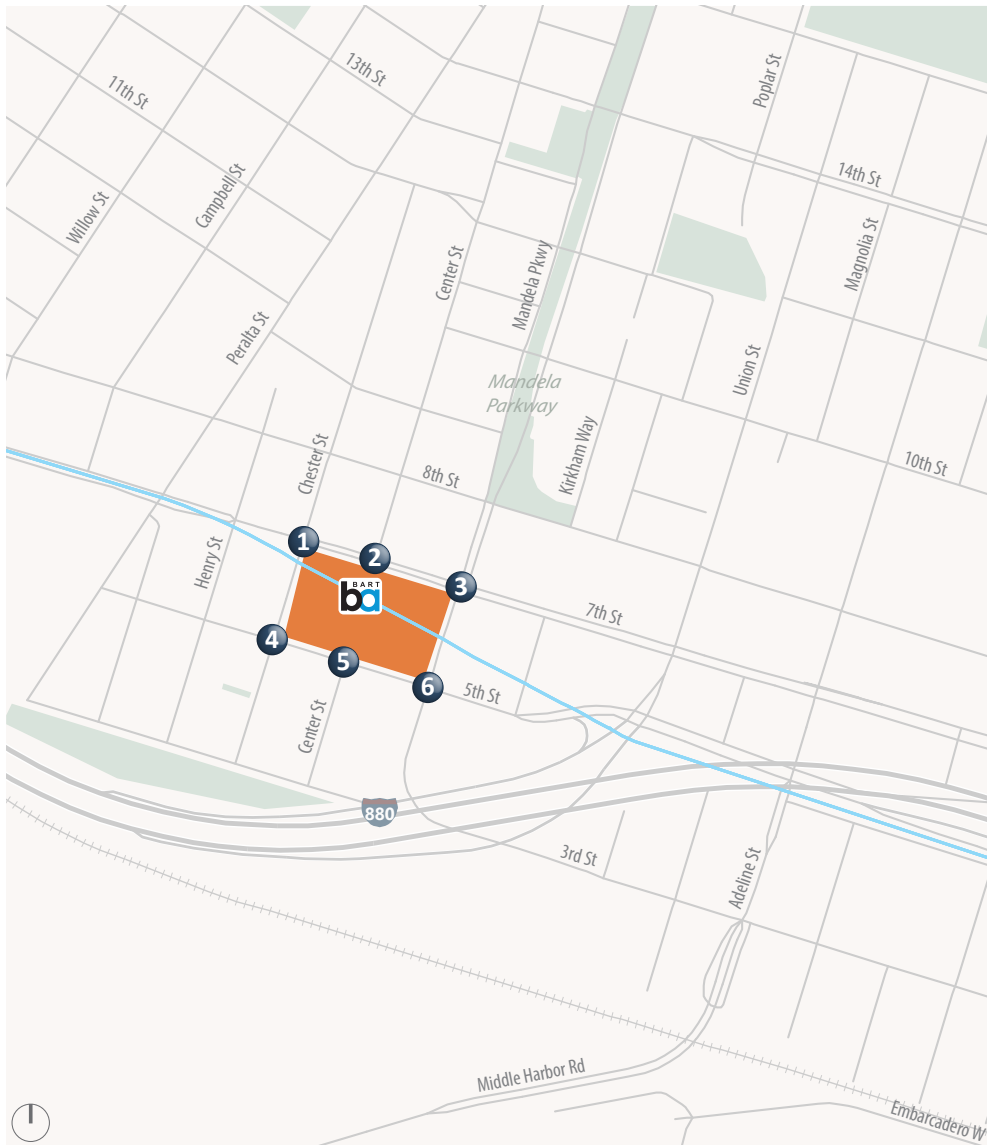 13th St
Poplar St
11th St
14th St
Campbell St
Willow St
Magnolia St
Center St
Mandela Pkwy
Peralta St
Union St
Mandela
Parkway
Kirkham Way
Chester St
10th St
8th St
1
2
Henry St
BART
ba
3
7th St
4
5
6
5th St
Center St
880
3rd St
Adeline St
Middle Harbor Rd
Embarcadero W